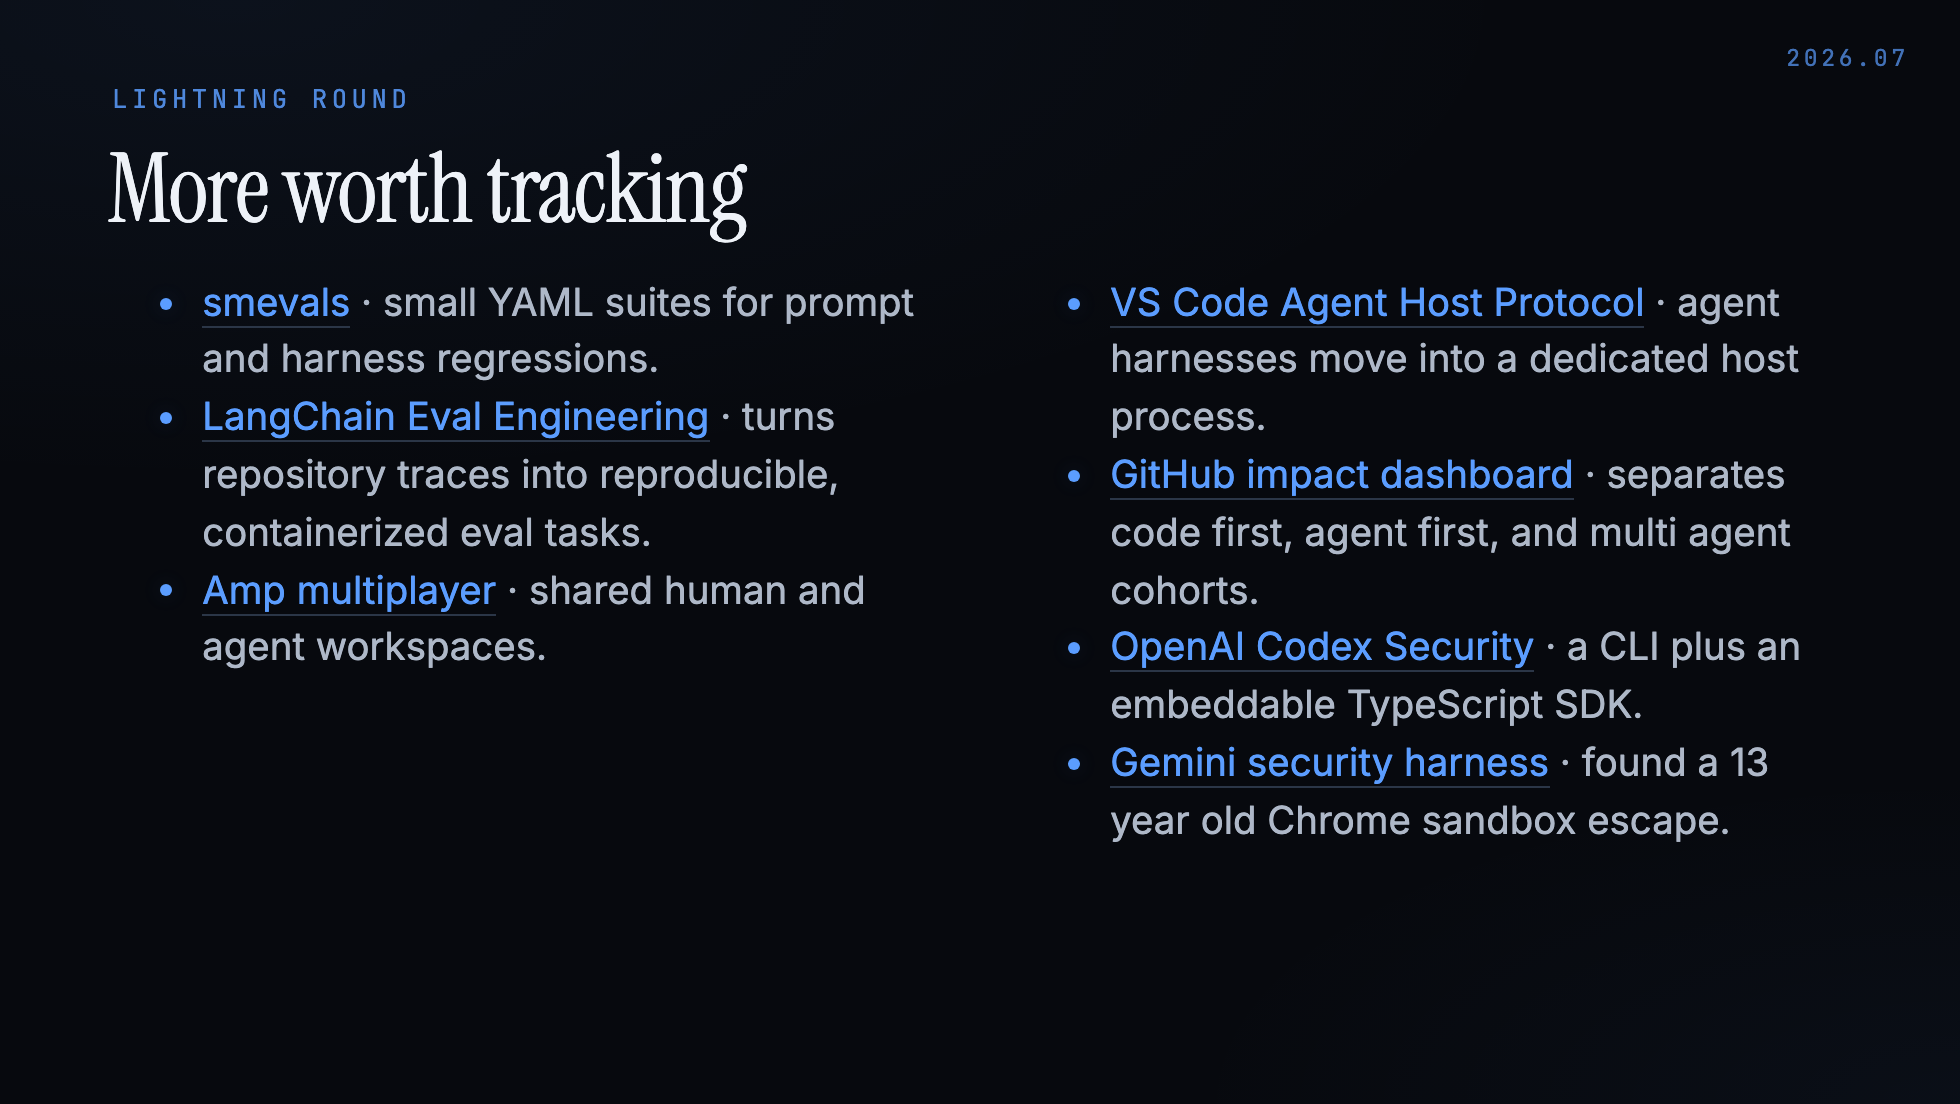 2026.07
LIGHTNING ROUND
More worth tracking
• smevals · small YAML suites for prompt
and harness regressions.
• LangChain Eval Engineering · turns
repository traces into reproducible,
containerized eval tasks.
• Amp multiplayer · shared human and
agent workspaces.
• VS Code Agent Host Protocol · agent
harnesses move into a dedicated host
process.
• GitHub impact dashboard · separates
code first, agent first, and multi agent
cohorts.
• OpenAI Codex Security · a CLI plus an
embeddable TypeScript SDK.
• Gemini security harness · found a 13
year old Chrome sandbox escape.